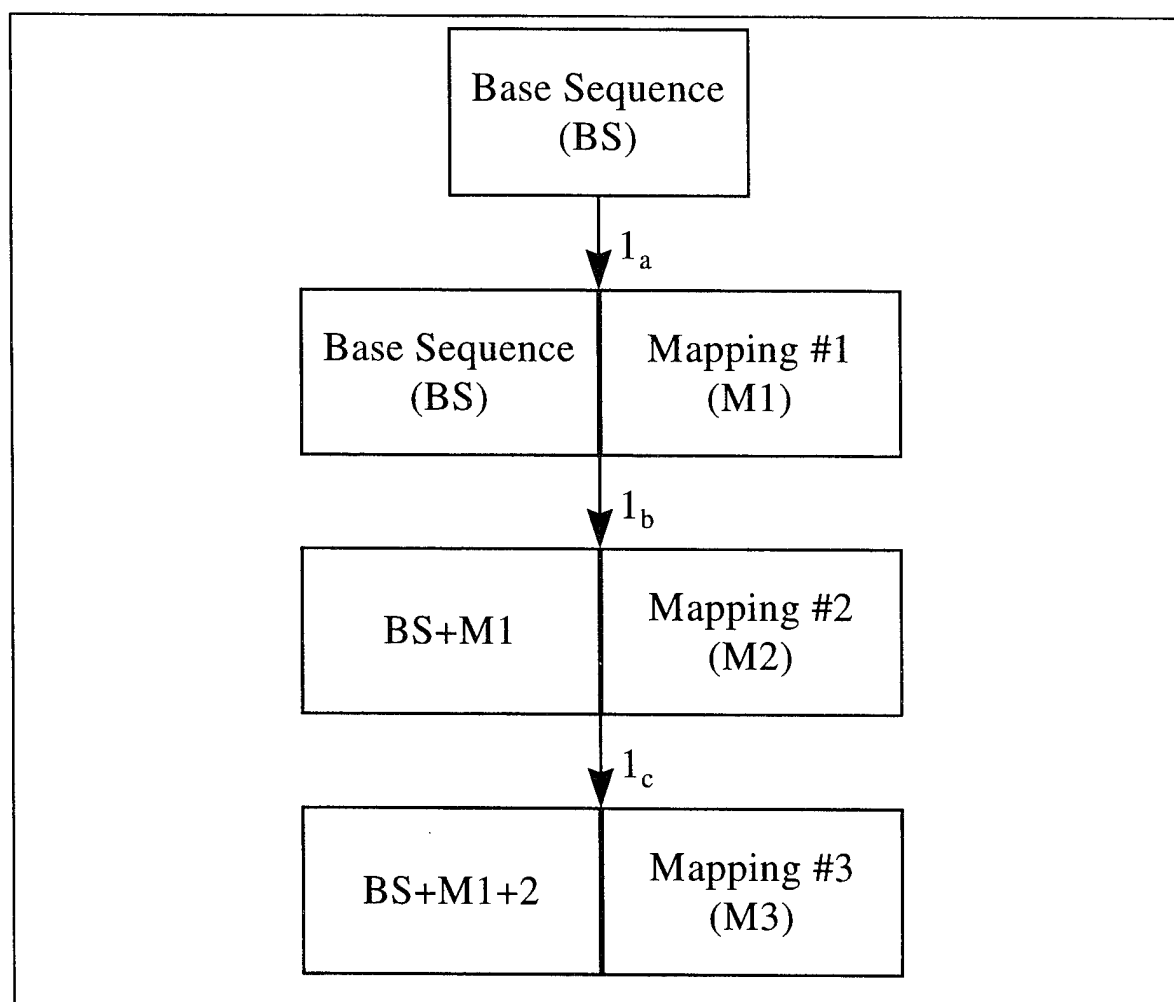 Base Sequence
(BS)
1a
Base Sequence
(BS)
Mapping #1
(M1)
1b
BS+M1
Mapping #2
(M2)
1c
BS+M1+2
Mapping #3
(M3)